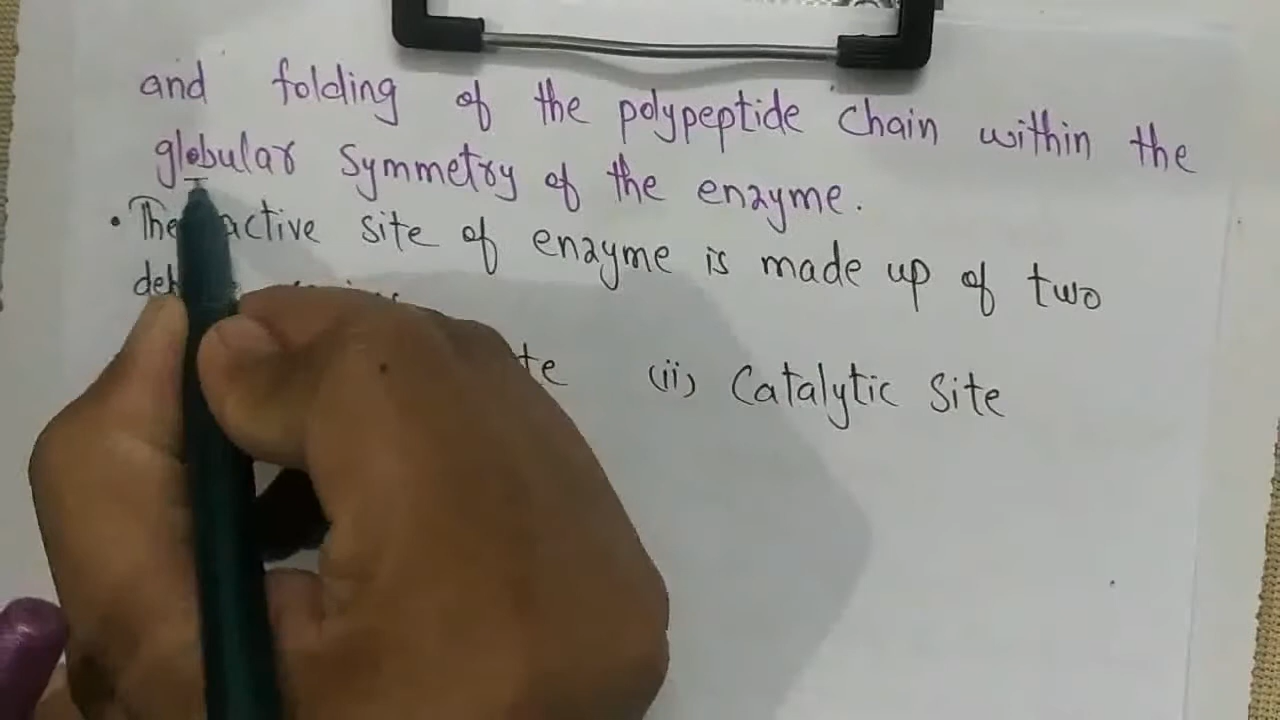 and folding of the polypeptide chain within the
globular symmetry of the enzyme.
• The active site of enzyme is made up of two
(ii) Catalytic Site